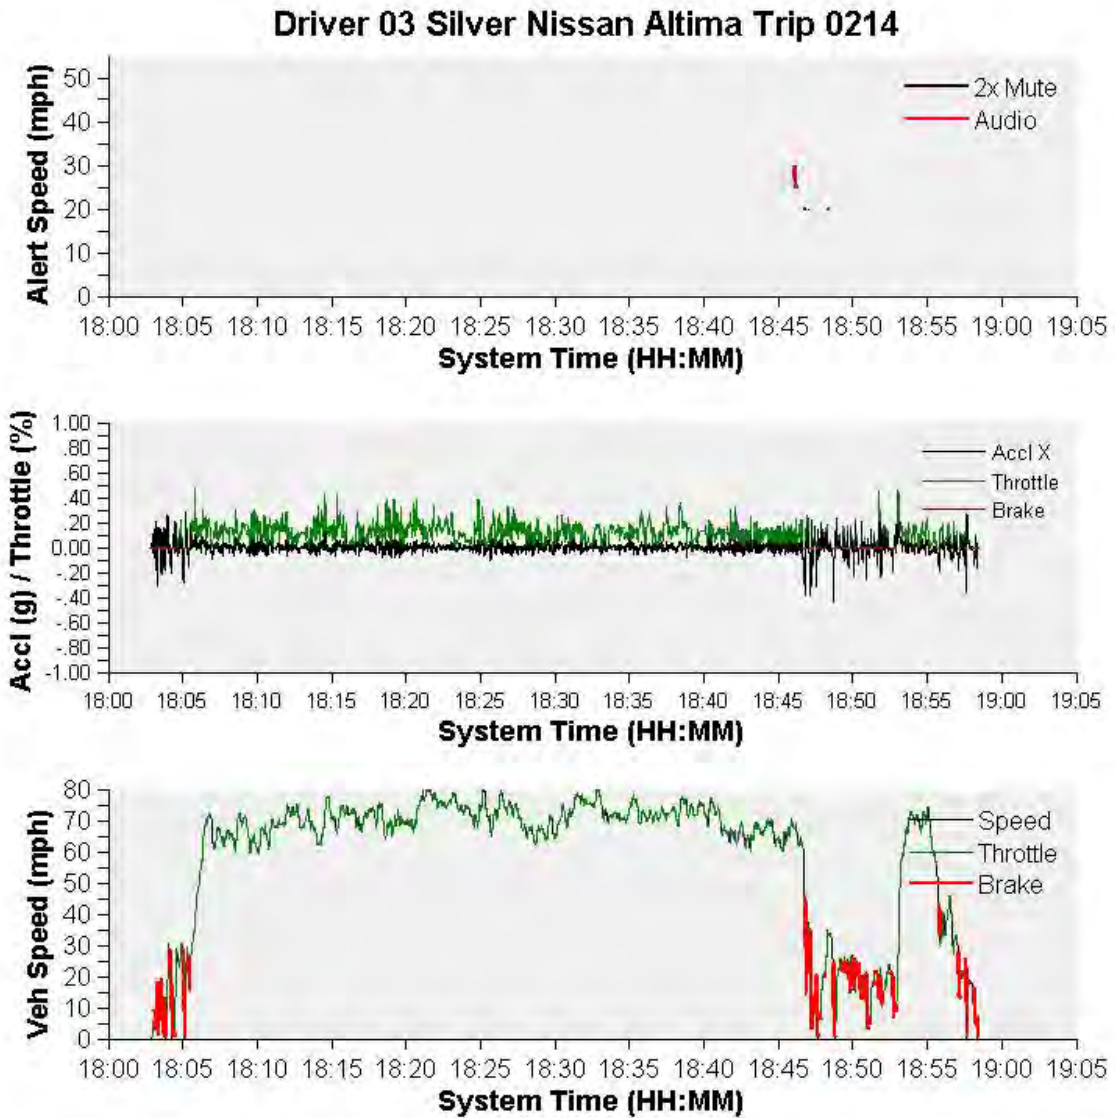 Driver 03 Silver Nissan Altima Trip 0214
Alert Speed (mph)
50
40
30
20
10
0
2x Mute
Audio
18:00 18:05 18:10 18:15 18:20 18:25 18:30 18:35 18:40 18:45 18:50 18:55 19:00 19:05
System Time (HH:MM)
Accl (g) / Throttle (%)
1.00
.80
.60
.40
.20
0.00
-.20
-.40
-.60
-.80
-1.00
Accl X
Throttle
Brake
18:00 18:05 18:10 18:15 18:20 18:25 18:30 18:35 18:40 18:45 18:50 18:55 19:00 19:05
System Time (HH:MM)
Veh Speed (mph)
80
70
60
50
40
30
20
10
0
Speed
Throttle
Brake
18:00 18:05 18:10 18:15 18:20 18:25 18:30 18:35 18:40 18:45 18:50 18:55 19:00 19:05
System Time (HH:MM)